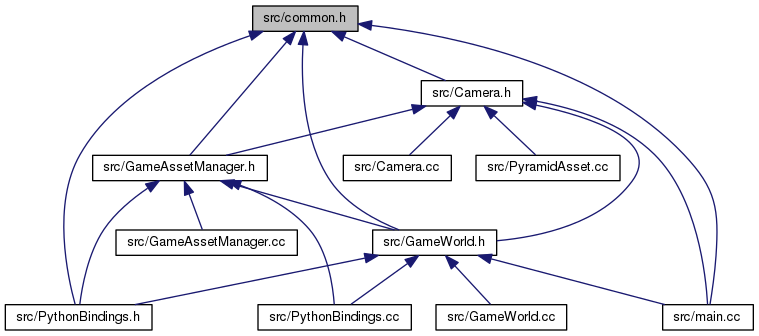 src/common.h
src/Camera.h
src/GameAssetManager.h
src/Camera.cc
src/PyramidAsset.cc
src/GameAssetManager.cc
src/GameWorld.h
src/PythonBindings.h
src/PythonBindings.cc
src/GameWorld.cc
src/main.cc